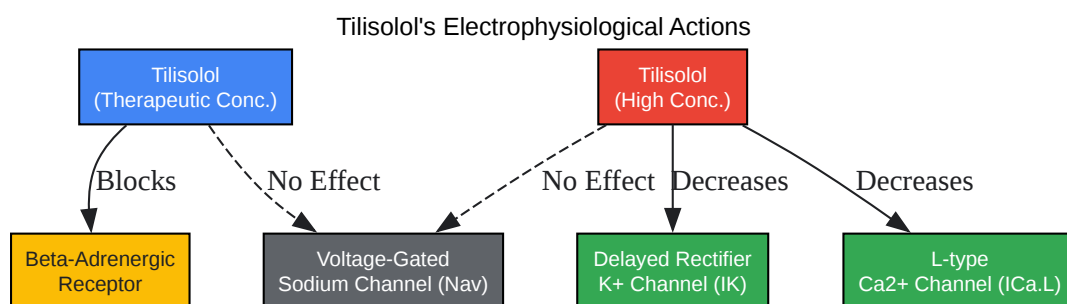 Tilisolol's Electrophysiological Actions
Tilisolol
(Therapeutic Conc.)
Tilisolol
(High Conc.)
Blocks
No Effect
No Effect
Decreases
Decreases
Beta-Adrenergic
Receptor
Voltage-Gated
Sodium Channel (Nav)
Delayed Rectifier
K+ Channel (IK)
L-type
Ca2+ Channel (ICa.L)